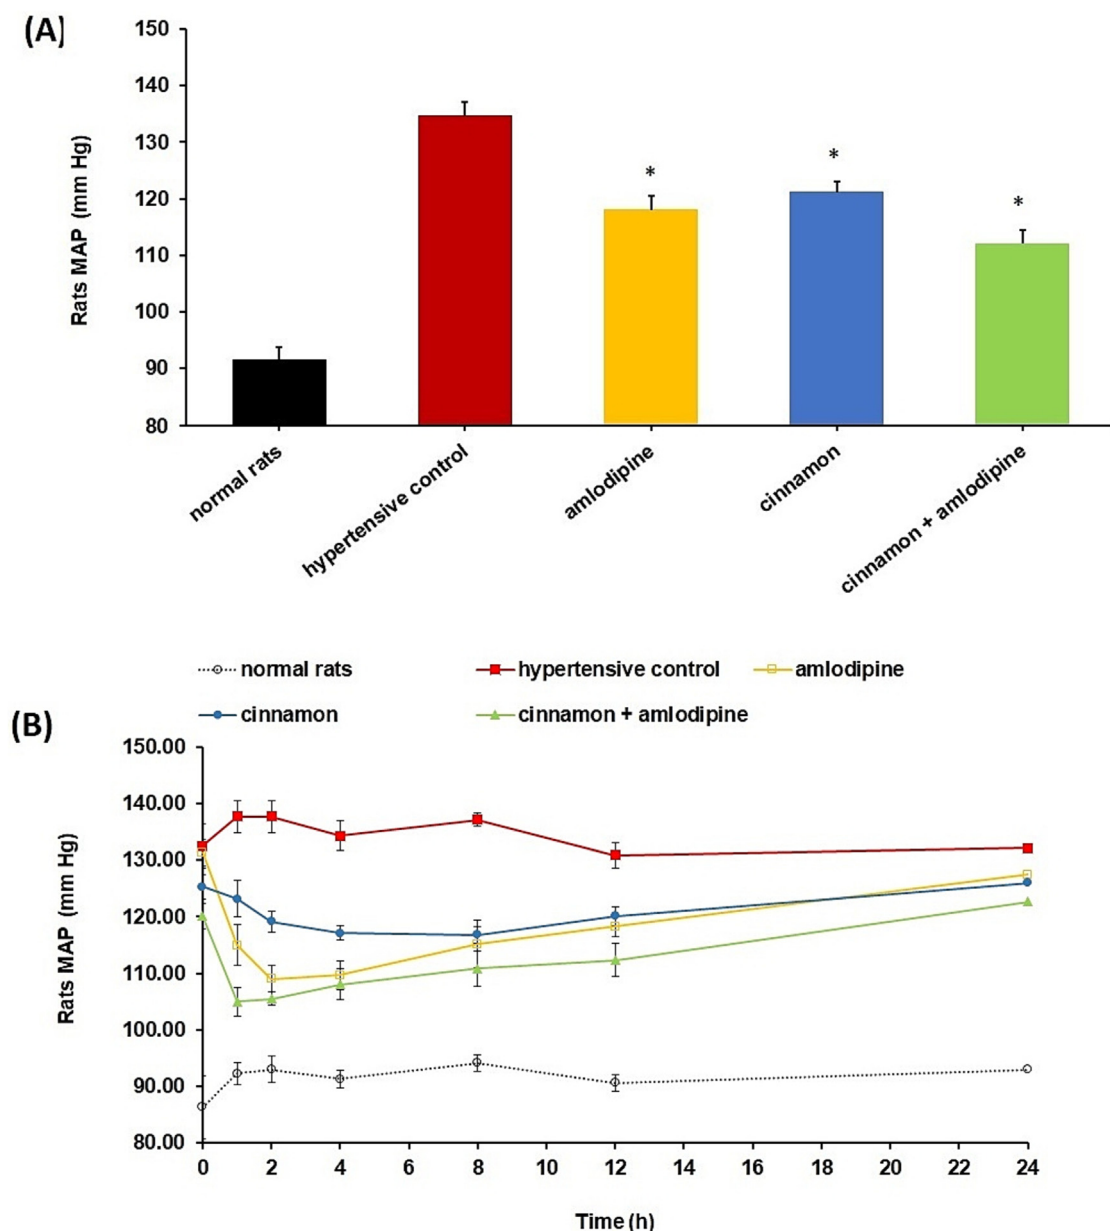 (A)
Rats MAP (mm Hg)
150
140
130
120
110
100
90
80
*
*
*
normal rats
hypertensive control
amlodipine
cinnamon
cinnamon + amlodipine
normal rats hypertensive control amlodipine
cinnamon cinnamon + amlodipine
(B)
Rats MAP (mm Hg)
150.00
140.00
130.00
120.00
110.00
100.00
90.00
80.00
0 2 4 6 8 10 12 14 16 18 20 22 24
Time (h)